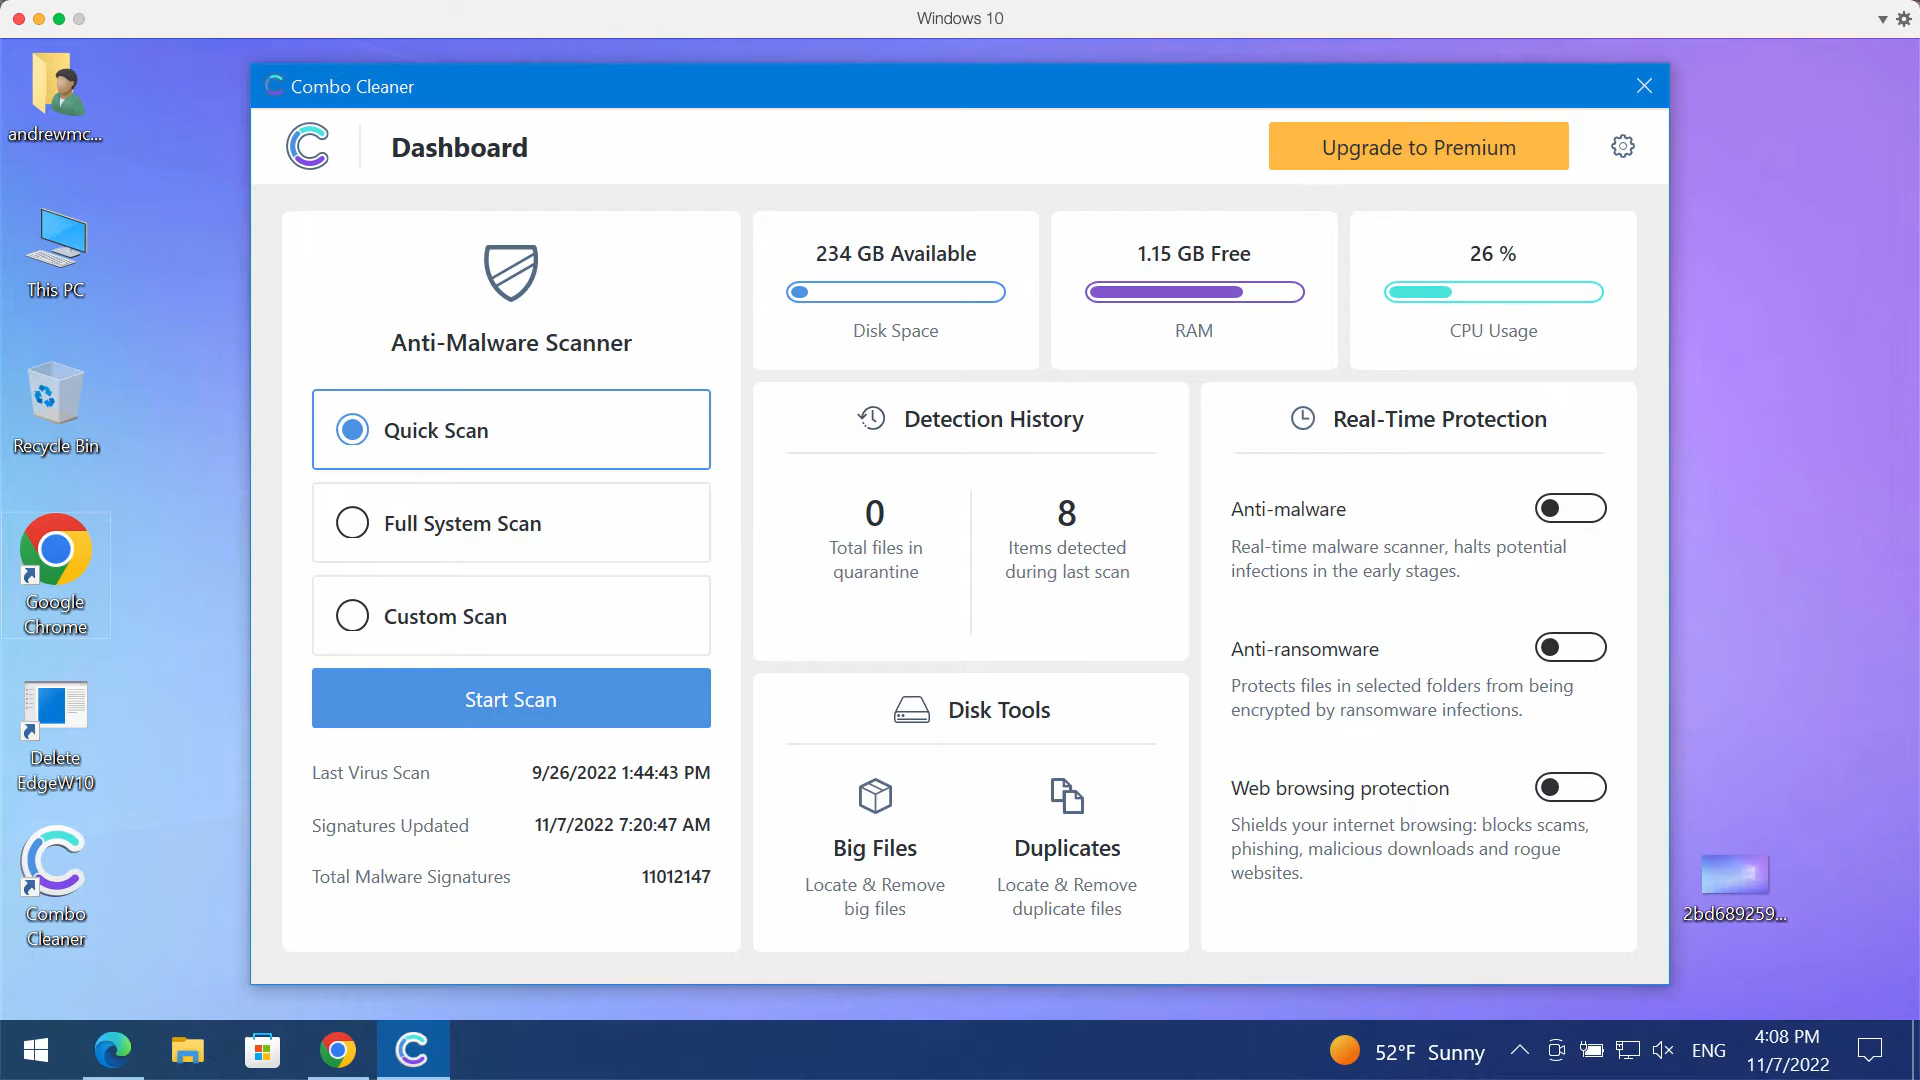 Windows 10
andrewmc...
This PC
Recycle Bin
Google
Chrome
Delete
EdgeW10
Combo
Cleaner
Combo Cleaner
Dashboard
Upgrade to Premium
Anti-Malware Scanner
Quick Scan
Full System Scan
Custom Scan
Start Scan
Last Virus Scan 9/26/2022 1:44:43 PM
Signatures Updated 11/7/2022 7:20:47 AM
Total Malware Signatures 11012147
234 GB Available
Disk Space
1.15 GB Free
RAM
26 %
CPU Usage
Detection History
0
Total files in
quarantine
8
Items detected
during last scan
Disk Tools
Big Files
Locate & Remove
big files
Duplicates
Locate & Remove
duplicate files
Real-Time Protection
Anti-malware
Real-time malware scanner, halts potential
infections in the early stages.
Anti-ransomware
Protects files in selected folders from being
encrypted by ransomware infections.
Web browsing protection
Shields your internet browsing: blocks scams,
phishing, malicious downloads and rogue
websites.
2bd689259...
52°F Sunny
ENG
4:08 PM
11/7/2022